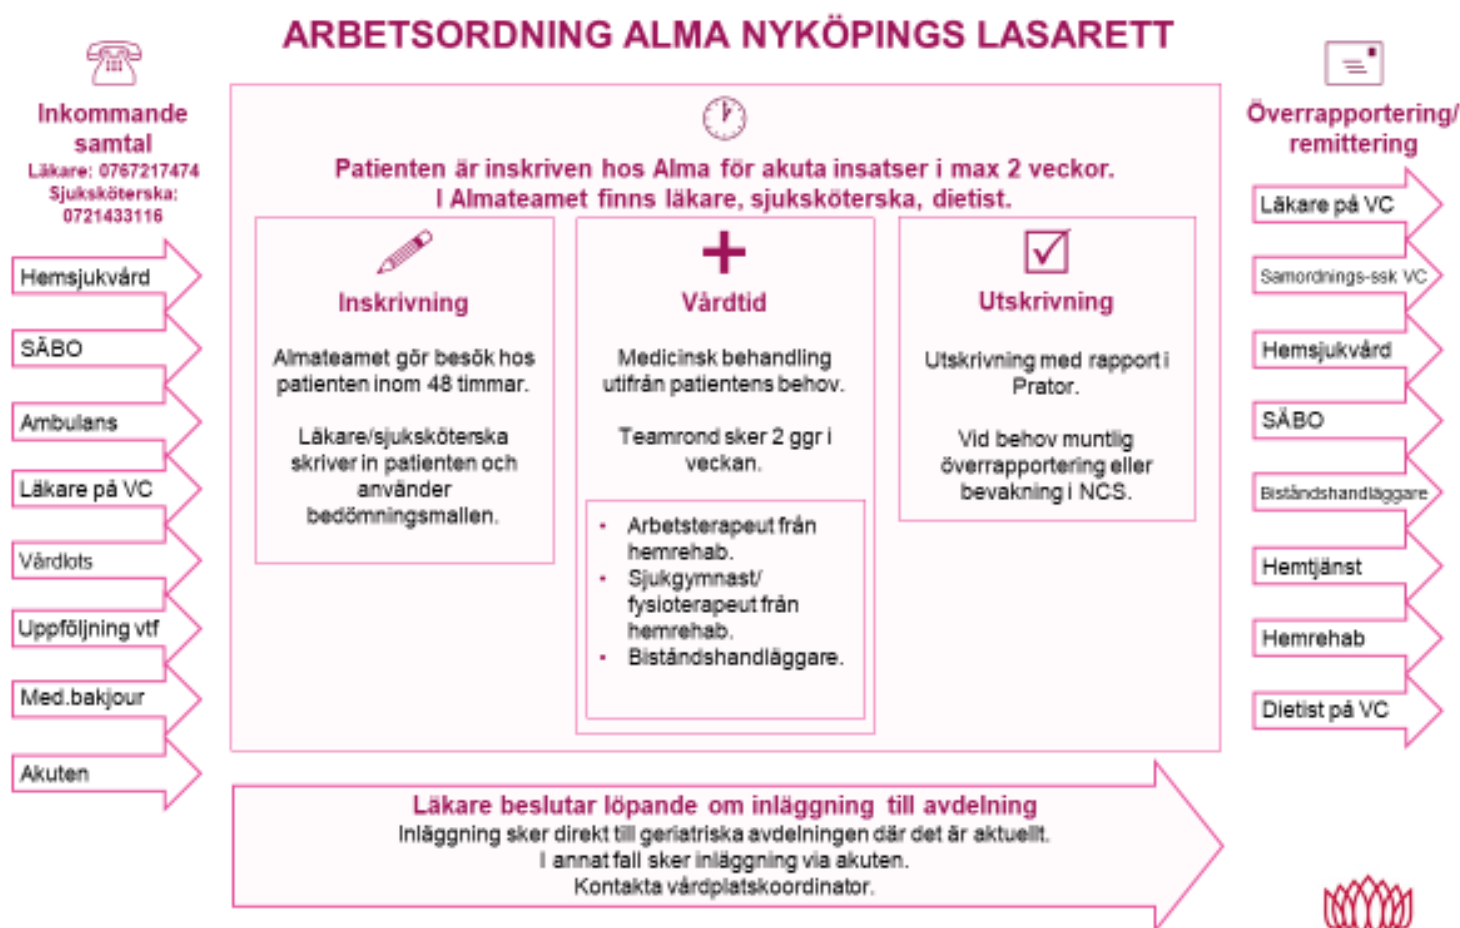 ARBETSORDNING ALMA NYKÖPINGS LASARETT
Inkommande
samtal
Läkare: 0767217474
Sjuksköterska:
0721433116
Hemsjukvård
SÄBO
Ambulans
Läkare på VC
Vårdlots
Uppföljning vtf
Med.bakjour
Akuten
Patienten är inskriven hos Alma för akuta insatser i max 2 veckor.
I Almateamet finns läkare, sjuksköterska, dietist.
Inskrivning
Almateamet gör besök hos
patienten inom 48 timmar.
Läkare/sjuksköterska
skriver in patienten och
använder
bedömningsmallen.
Vårdtid
Medicinsk behandling
utifrån patientens behov.
Teamrond sker 2 ggr i
veckan.
• Arbetsterapeut från
hemrehab.
• Sjukgymnast/
fysioterapeut från
hemrehab.
• Biståndshandläggare.
Utskrivning
Utskrivning med rapport i
Prator.
Vid behov muntlig
överrapportering eller
bevakning i NCS.
Läkare beslutar löpande om inläggning till avdelning
Inläggning sker direkt till geriatriska avdelningen där det är aktuellt.
I annat fall sker inläggning via akuten.
Kontakta vårdplatskoordinator.
Överrapportering/
remittering
Läkare på VC
Samordnings-ssk VC
Hemsjukvård
SÄBO
Biståndshandläggare
Hemtjänst
Hemrehab
Dietist på VC